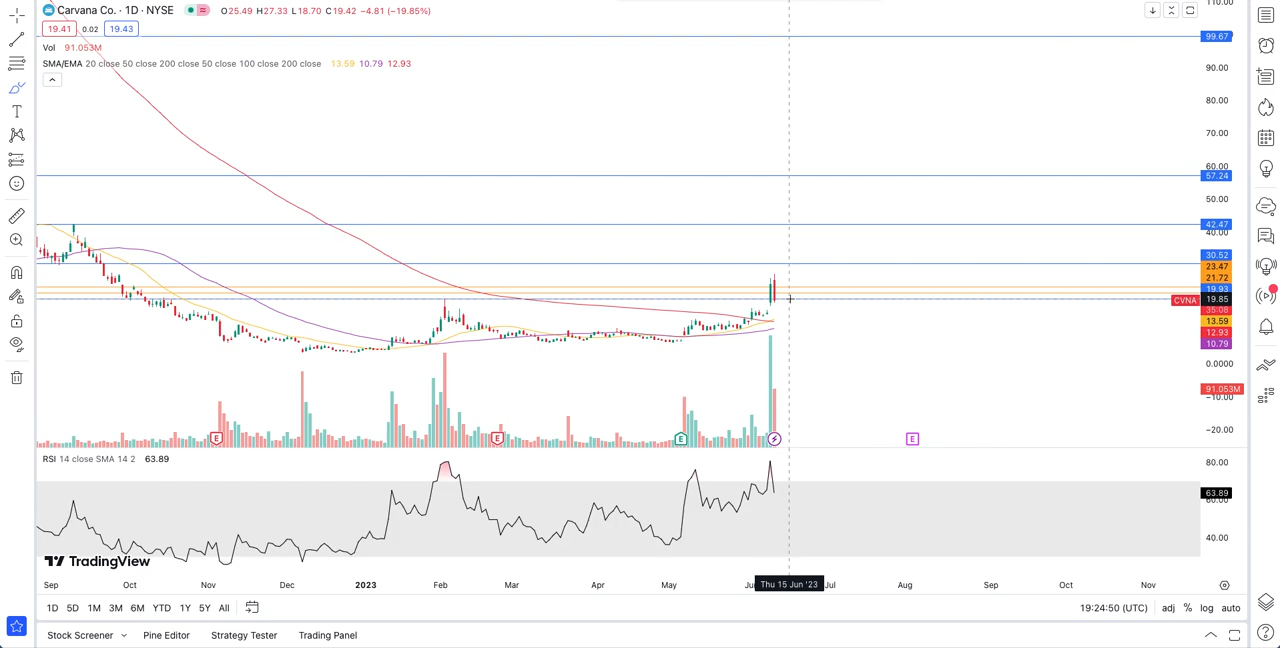 Carvana Co. · 1D · NYSE O25.49 H27.33 L18.70 C19.42 −4.81 (−19.85%)
19.41 0.02 19.43
Vol 91.053M
SMA/EMA 20 close 50 close 200 close 50 close 100 close 200 close 13.59 10.79 12.93
110.00
99.67
90.00
80.00
70.00
60.00
57.24
50.00
42.47
40.00
30.52
23.47
21.72
19.93
CVNA 19.85
35:08
13.59
12.93
10.79
0.0000
91.053M
−10.00
−20.00
E E E E
RSI 14 close SMA 14 2 63.89
80.00
63.89
60.00
40.00
TradingView
Sep Oct Nov Dec 2023 Feb Mar Apr May Ju Thu 15 Jun '23 Jul Aug Sep Oct Nov
1D 5D 1M 3M 6M YTD 1Y 5Y All 19:24:50 (UTC) adj % log auto
Stock Screener Pine Editor Strategy Tester Trading Panel